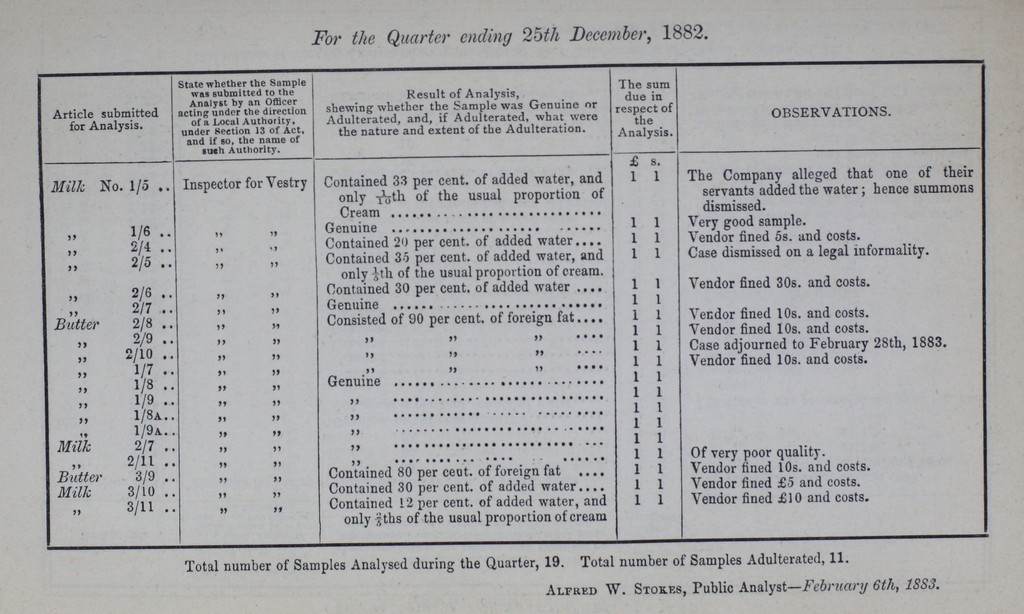 For the Quarter ending 25th December, 1882.
Article submitted
for Analysis.
State whether the Sample
was submitted to the
Analyst by an Officer
acting under the direction
of a Local Authority,
under Section 13 of Act,
and if so, the name of
such Authority.
Result of Analysis,
shewing whether the Sample was Genuine or
Adulterated, and, if Adulterated, what were
the nature and extent of the Adulteration.
The sum
due in
respect of
the
Analysis.
OBSERVATIONS.
£ s.
Milk No. 1/5 .. Inspector for Vestry Contained 33 per cent. of added water, and 1 1 The Company alleged that one of their
only 1/10th of the usual proportion of servants added the water; hence summons
Cream ........ dismissed.
„ 1/6 .. „ „ Genuine ........ 1 1 Very good sample.
„ 2/4 .. „ „ Contained 20 per cent. of added water.... 1 1 Vendor fined 5s. and costs.
„ 2/5 .. „ „ Contained 35 per cent. of added water, and 1 1 Case dismissed on a legal informality.
only of the usual proportion of cream.
„ 2/6 .. „ „ Contained 30 per cent. of added water .... 1 1 Vendor fined 30s. and costs.
„ 2/7 .. „ „ Genuine ........ 1 1
Butter 2/8 .. „ „ Consisted of 90 per cent. of foreign fat.... 1 1 Vendor fined 10s. and costs.
„ 2/9 .. „ „ „ „ „ .... 1 1 Vendor fined 10s. and costs.
„ 2/10 .. „ „ „ „ „ .... 1 1 Case adjourned to February 28th, 1883.
„ 1/7 .. „ „ „ „ „ .... 1 1 Vendor fined 10s. and costs.
„ 1/8 .. „ „ Genuine ........ 1 1
„ 1/9 .. „ „ „ ........ 1 1
„ 1/8A.. „ „ „ ........ 1 1
„ 1/9A.. „ „ „ ........ 1 1
Milk 2/7 .. „ „ „ ........ 1 1
„ 2/11 .. „ „ „ ........ 1 1 Of very poor quality.
Butter 3/9 .. „ „ Contained 80 per cent. of foreign fat .... 1 1 Vendor fined 10s. and costs.
Milk 3/10 .. „ „ Contained 30 per cent. of added water.... 1 1 Vendor fined £5 and costs.
„ 3/11 .. „ „ Contained 12 per cent. of added water, and 1 1 Vendor fined £10 and costs.
only of the usual proportion of cream
Total number of Samples Analysed during the Quarter, 19. Total number of Samples Adulterated, 11.
ALFRED W. STOKES, Public Analyst—February 6th, 1883.